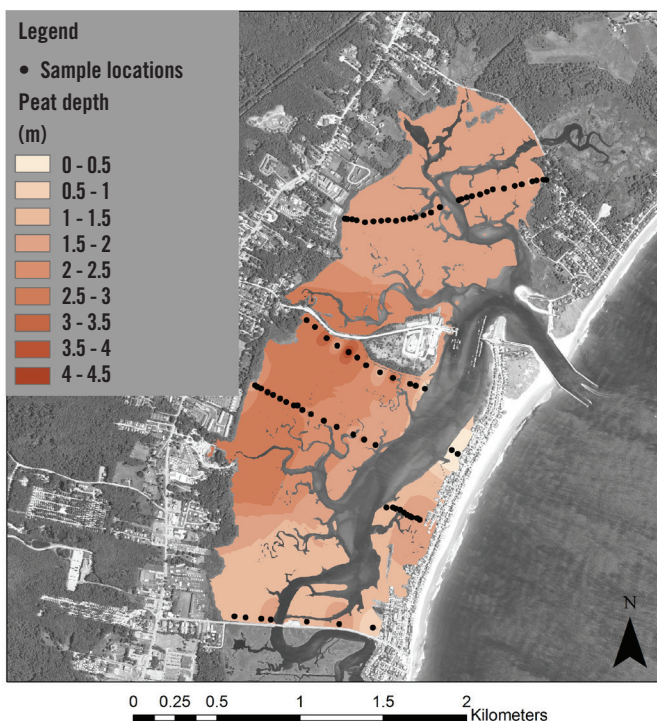 Legend
• Sample locations
Peat depth
(m)
0 - 0.5
0.5 - 1
1 - 1.5
1.5 - 2
2 - 2.5
2.5 - 3
3 - 3.5
3.5 - 4
4 - 4.5
N
0 0.25 0.5 1 1.5 2
Kilometers